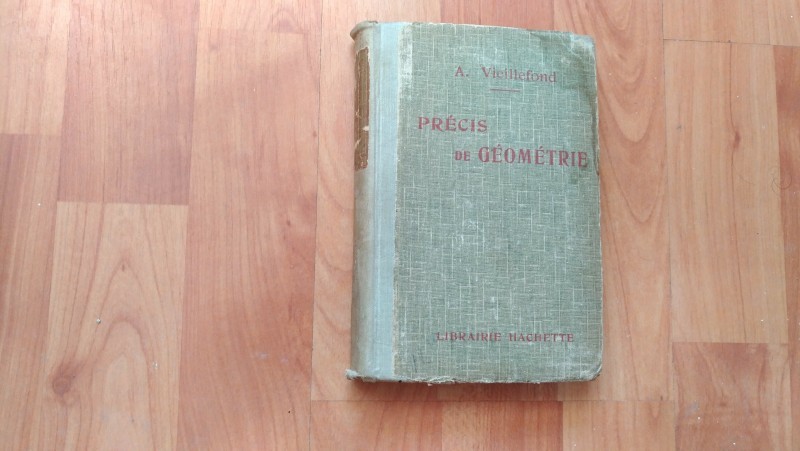 A. Vieillefond
PRÉCIS
DE GÉOMÉTRIE
LIBRAIRIE HACHETTE